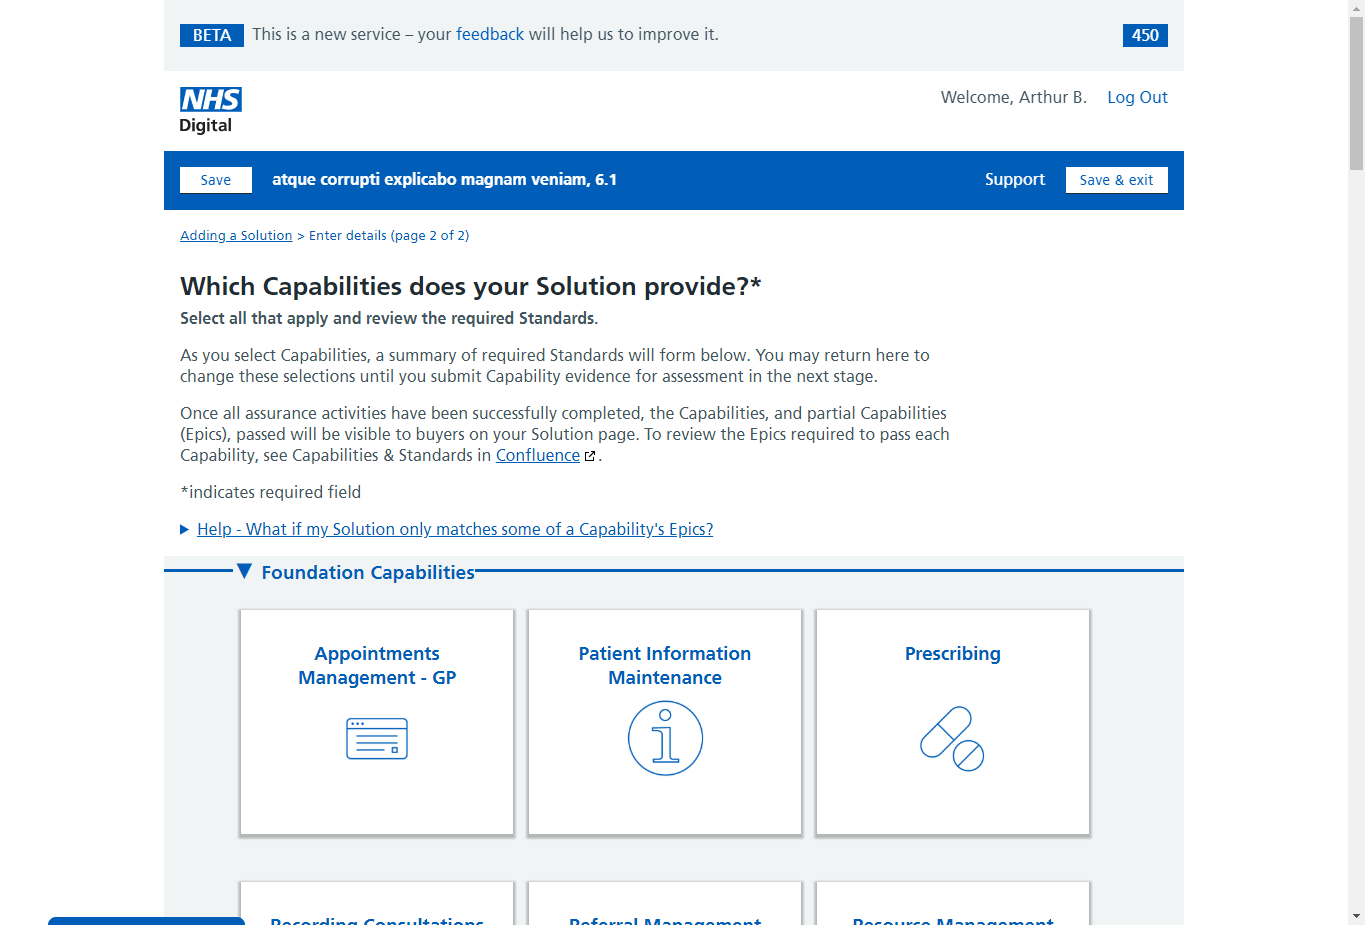 BETA This is a new service – your feedback will help us to improve it. 450
NHS
Digital
Welcome, Arthur B. Log Out
Save atque corrupti explicabo magnam veniam, 6.1 Support Save & exit
Adding a Solution > Enter details (page 2 of 2)
Which Capabilities does your Solution provide?*
Select all that apply and review the required Standards.
As you select Capabilities, a summary of required Standards will form below. You may return here to
change these selections until you submit Capability evidence for assessment in the next stage.
Once all assurance activities have been successfully completed, the Capabilities, and partial Capabilities
(Epics), passed will be visible to buyers on your Solution page. To review the Epics required to pass each
Capability, see Capabilities & Standards in Confluence .
*indicates required field
Help - What if my Solution only matches some of a Capability's Epics?
Foundation Capabilities
Appointments
Management - GP
Patient Information
Maintenance
Prescribing
Recording Consultations
Referral Management
Resource Management